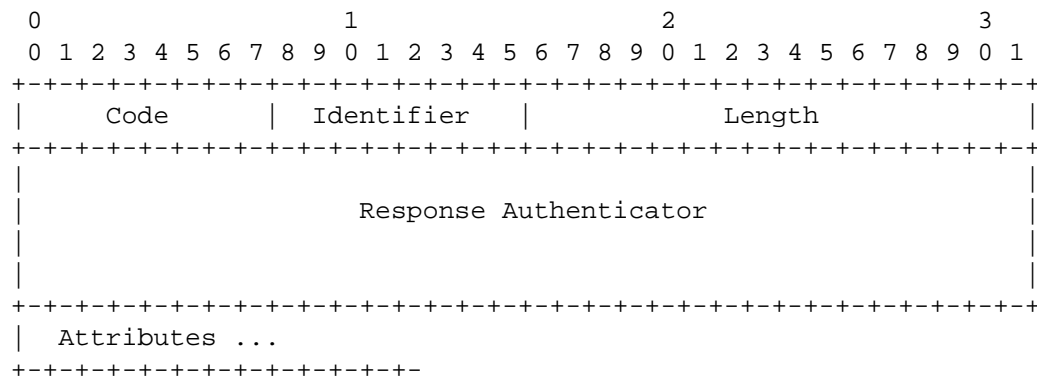 0                   1                   2                   3
 0 1 2 3 4 5 6 7 8 9 0 1 2 3 4 5 6 7 8 9 0 1 2 3 4 5 6 7 8 9 0 1
+-+-+-+-+-+-+-+-+-+-+-+-+-+-+-+-+-+-+-+-+-+-+-+-+-+-+-+-+-+-+-+-+
|     Code      |  Identifier   |            Length             |
+-+-+-+-+-+-+-+-+-+-+-+-+-+-+-+-+-+-+-+-+-+-+-+-+-+-+-+-+-+-+-+-+
|                                                               |
|                     Response Authenticator                    |
|                                                               |
|                                                               |
+-+-+-+-+-+-+-+-+-+-+-+-+-+-+-+-+-+-+-+-+-+-+-+-+-+-+-+-+-+-+-+-+
|  Attributes ...
+-+-+-+-+-+-+-+-+-+-+-+-+-